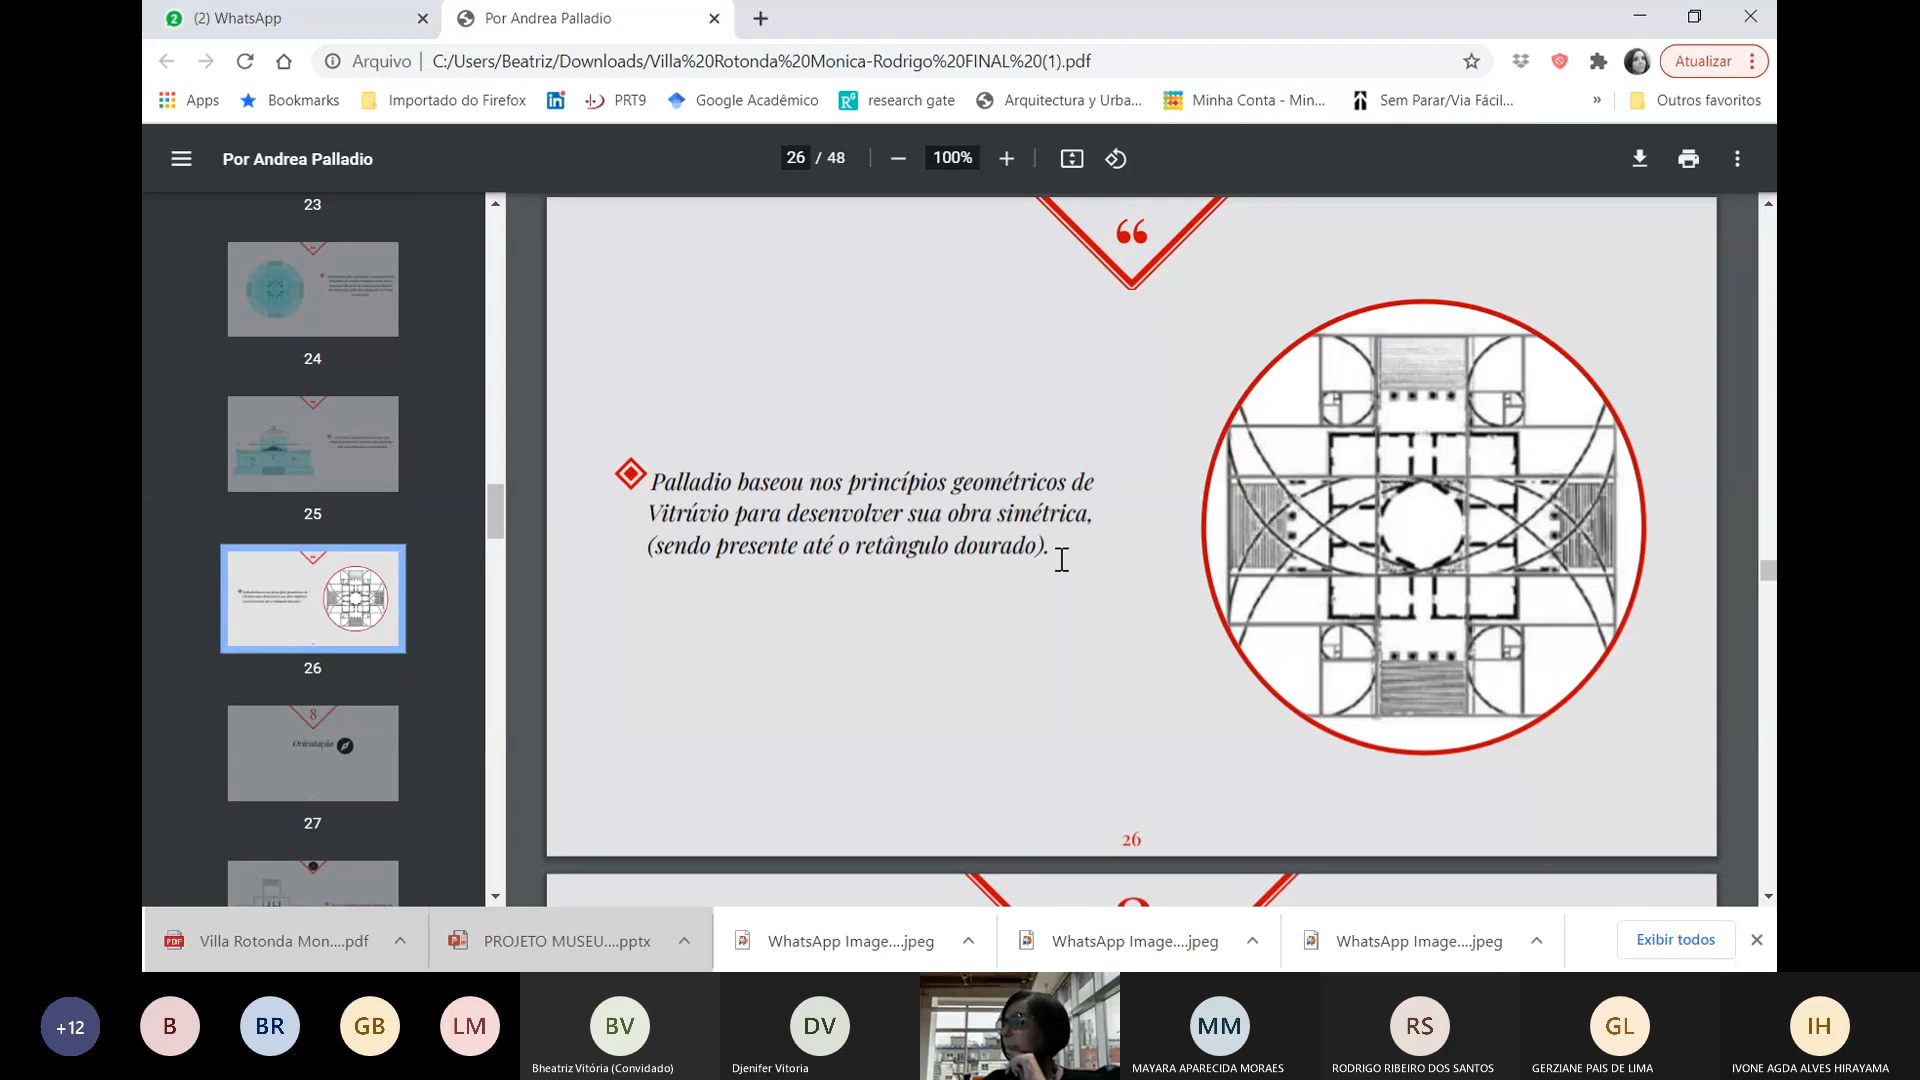 2
(2) WhatsApp
Por Andrea Palladio
Arquivo
C:/Users/Beatriz/Downloads/Villa%20Rotonda%20Monica-Rodrigo%20FINAL%20(1).pdf
Atualizar
Apps
Bookmarks
Importado do Firefox
in
PRT9
Google Acadêmico
research gate
Arquitectura y Urba...
Minha Conta - Min...
Sem Parar/Via Fácil...
»
Outros favoritos
Por Andrea Palladio
26 / 48
100%
23
24
25
26
8
Orientação
27
“
Palladio baseou nos princípios geométricos de
Vitrúvio para desenvolver sua obra simétrica,
(sendo presente até o retângulo dourado).
26
Villa Rotonda Mon....pdf
PROJETO MUSEU....pptx
WhatsApp Image....jpeg
WhatsApp Image....jpeg
WhatsApp Image....jpeg
Exibir todos
+12
B
BR
GB
LM
BV
Bheatriz Vitória (Convidado)
DV
Djenifer Vitoria
MM
MAYARA APARECIDA MORAES
RS
RODRIGO RIBEIRO DOS SANTOS
GL
GERZIANE PAIS DE LIMA
IH
IVONE AGDA ALVES HIRAYAMA